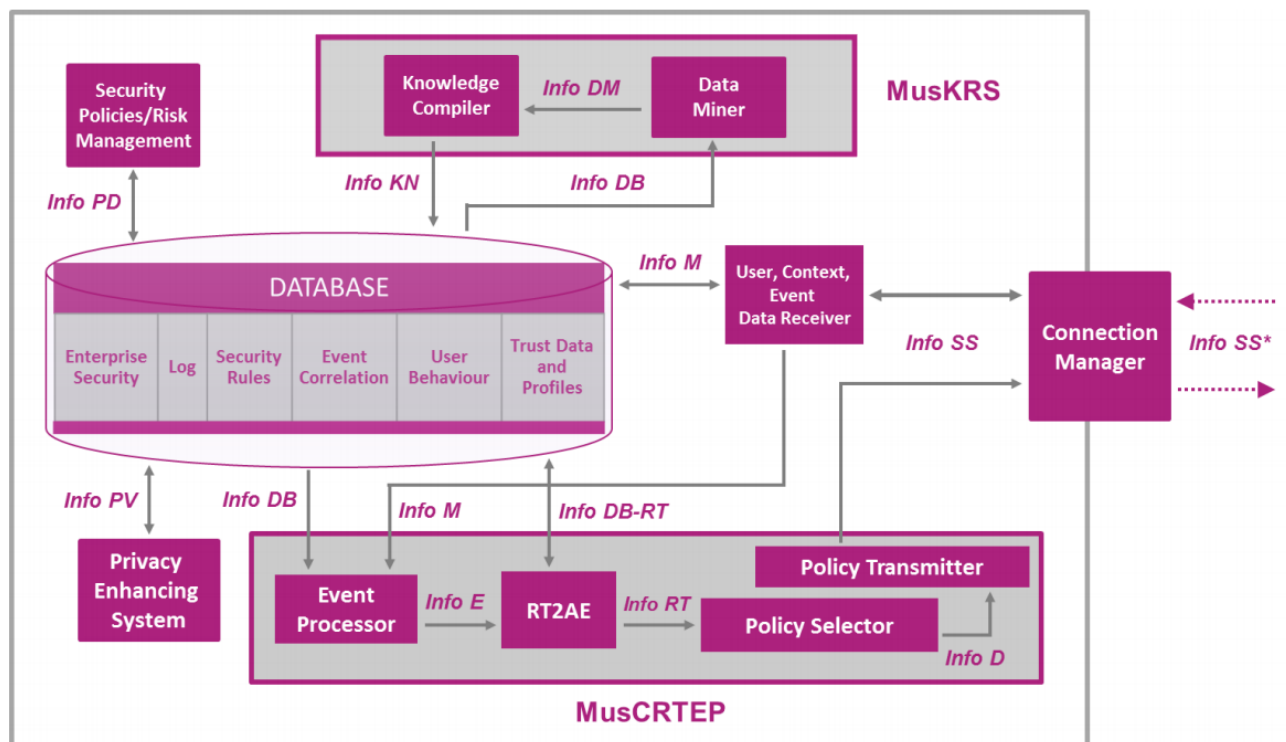 Security
Policies/Risk
Management
Knowledge
Compiler
Info DM
Data
Miner
MusKRS
Info PD
Info KN
Info DB
DATABASE
Enterprise
Security
Log
Security
Rules
Event
Correlation
User
Behaviour
Trust Data
and
Profiles
Info M
User, Context,
Event
Data Receiver
Info SS
Connection
Manager
Info SS*
Info PV
Info DB
Info M
Info DB-RT
Privacy
Enhancing
System
Event
Processor
Info E
RT2AE
Info RT
Policy Transmitter
Policy Selector
Info D
MusCRTEP